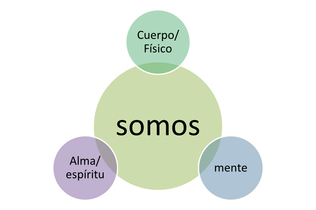 Cuerpo/
Físico
somos
Alma/
espíritu
mente